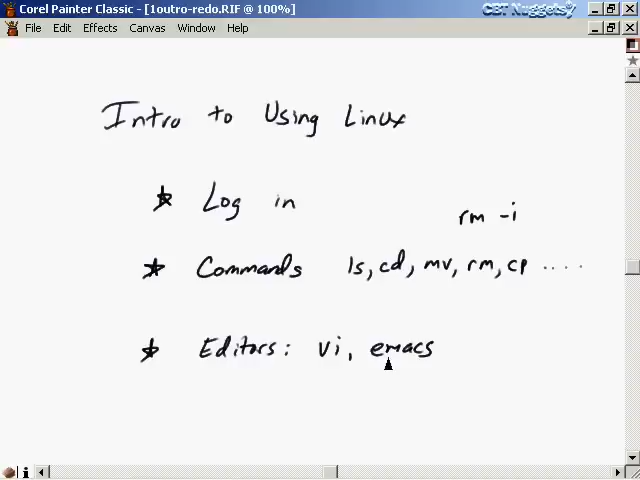 Corel Painter Classic - [1outro-redo.RIF @ 100%]
CBT Nuggets
File Edit Effects Canvas Window Help
Intro to Using Linux
★ Log in
rm -i
★ Commands ls, cd, mv, rm, cp ....
★ Editors: vi, emacs